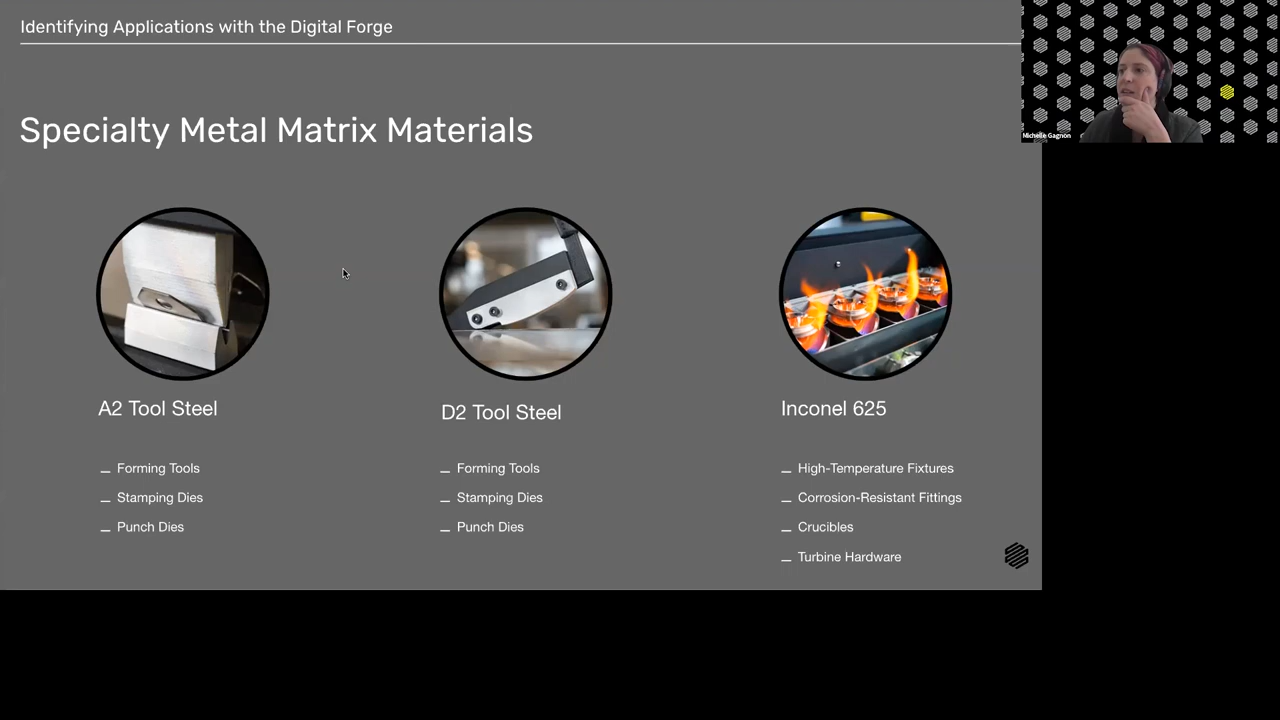 Identifying Applications with the Digital Forge
Michelle Gagnon
Specialty Metal Matrix Materials
A2 Tool Steel
_ Forming Tools
_ Stamping Dies
_ Punch Dies
D2 Tool Steel
_ Forming Tools
_ Stamping Dies
_ Punch Dies
Inconel 625
_ High-Temperature Fixtures
_ Corrosion-Resistant Fittings
_ Crucibles
_ Turbine Hardware